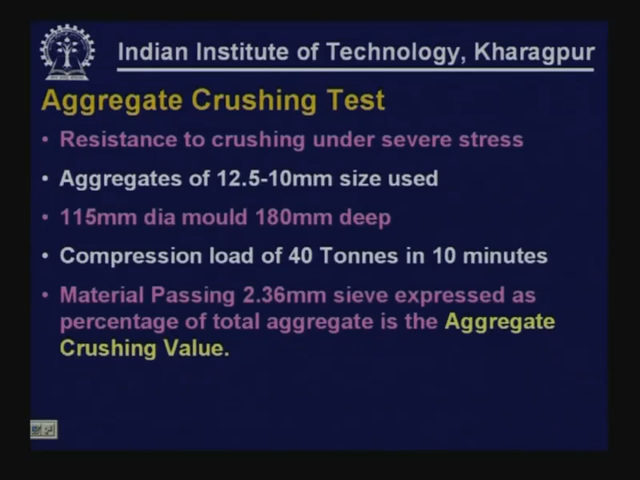 Indian Institute of Technology, Kharagpur
Aggregate Crushing Test
• Resistance to crushing under severe stress
• Aggregates of 12.5-10mm size used
• 115mm dia mould 180mm deep
• Compression load of 40 Tonnes in 10 minutes
• Material Passing 2.36mm sieve expressed as
percentage of total aggregate is the Aggregate
Crushing Value.